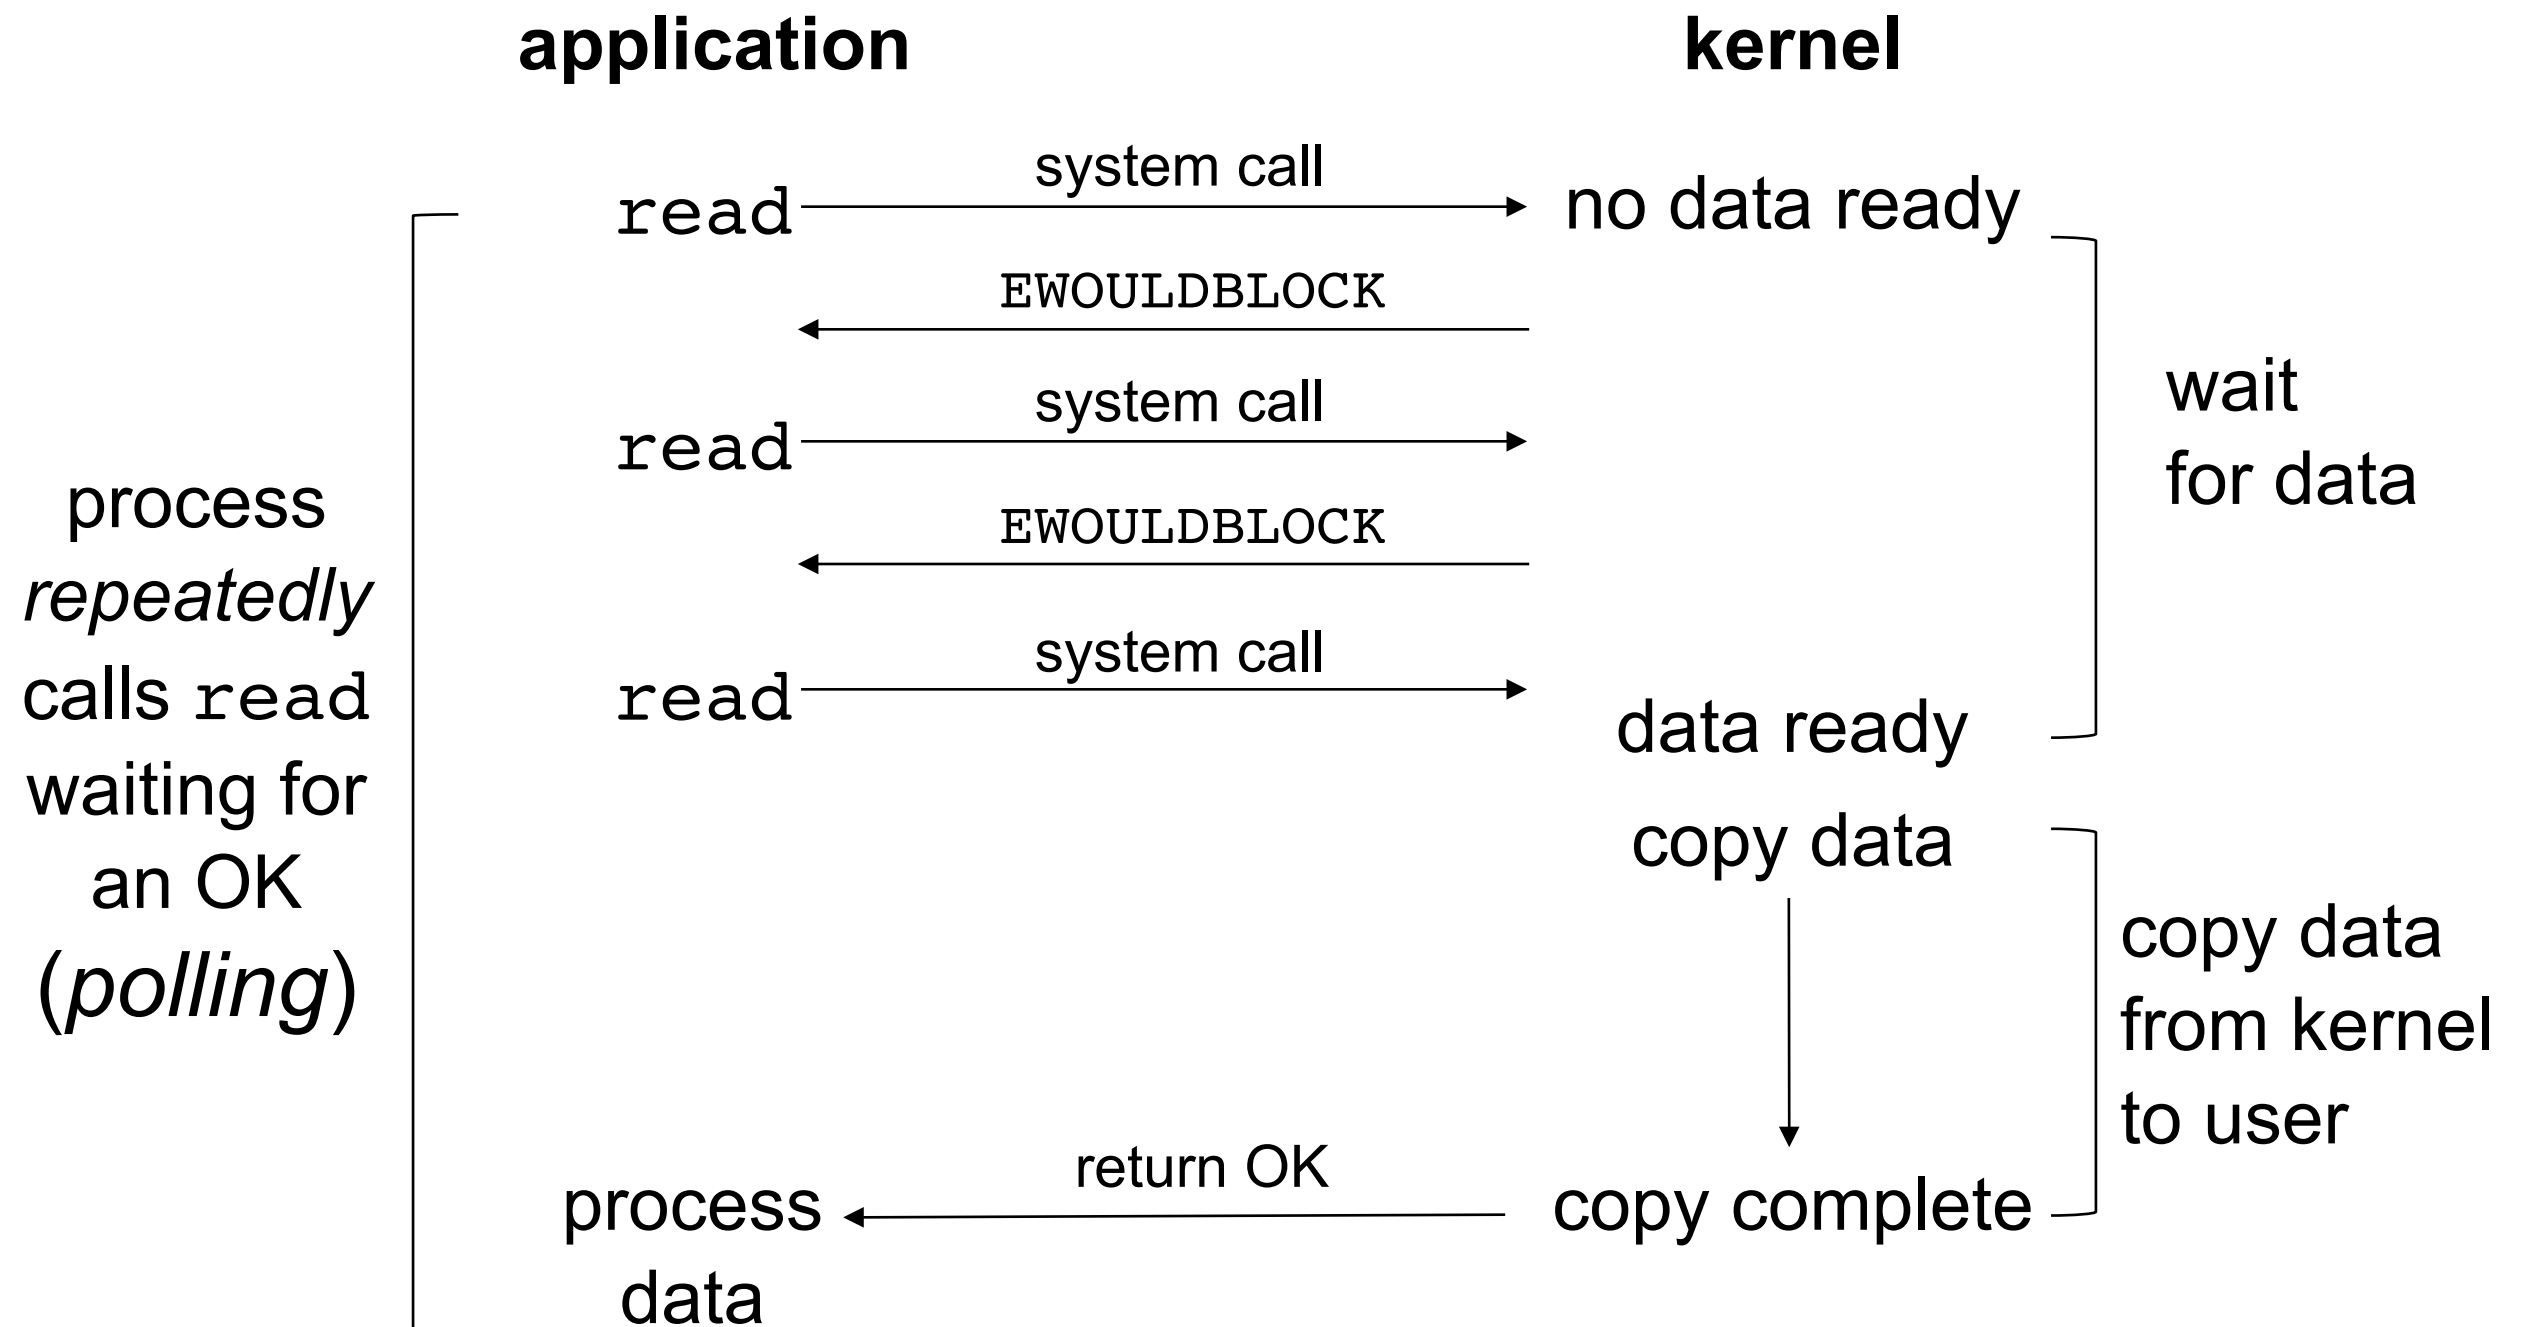 application
kernel
system call
read
no data ready
EWOULDBLOCK
wait
for data
system call
read
EWOULDBLOCK
system call
read
data ready
process
repeatedly
calls read
waiting for
an OK
(polling)
copy data
copy data
from kernel
to user
return OK
process
data
copy complete